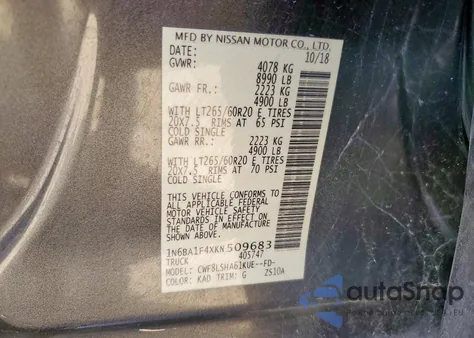 MFD BY NISSAN MOTOR CO., LTD.
DATE: 10/18
GVWR: 4078 KG
8990 LB
GAWR FR.: 2223 KG
4900 LB
WITH LT265/60R20 E TIRES
20X7.5 RIMS AT 65 PSI
COLD SINGLE
GAWR RR.: 2223 KG
4900 LB
WITH LT265/60R20 E TIRES
20X7.5 RIMS AT 70 PSI
COLD SINGLE
THIS VEHICLE CONFORMS TO
ALL APPLICABLE FEDERAL
MOTOR VEHICLE SAFETY
STANDARDS IN EFFECT ON
THE DATE OF MANUFACTURE
SHOWN ABOVE.
1N6BA1F4XKN509683
TRUCK 405747
MODEL: CWF8LSHA61KUE--FD-
COLOR: KAD TRIM: G ZS10A
autoShop